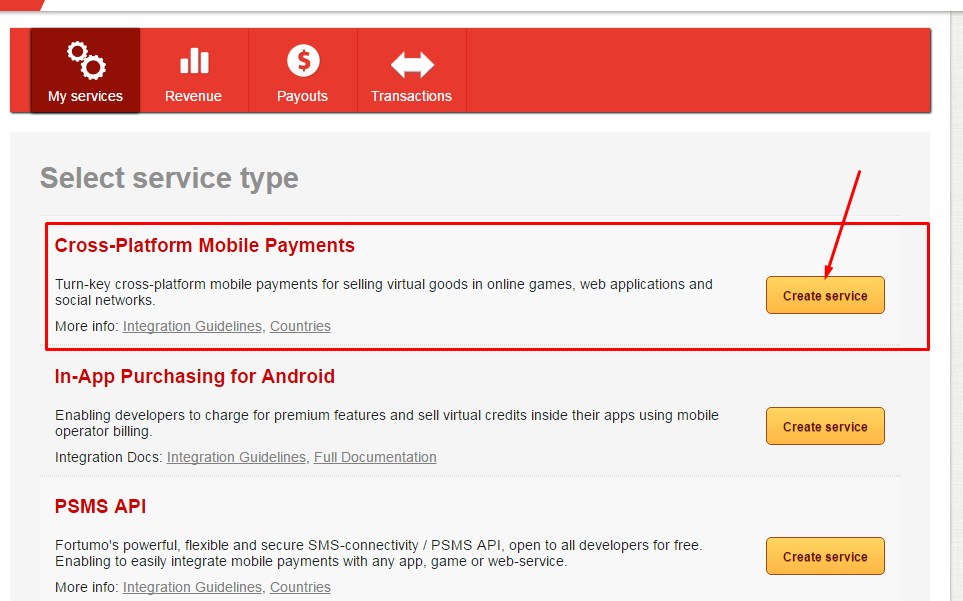 My services
Revenue
Payouts
Transactions
Select service type
Cross-Platform Mobile Payments
Turn-key cross-platform mobile payments for selling virtual goods in online games, web applications and
social networks.
More info: Integration Guidelines, Countries
Create service
In-App Purchasing for Android
Enabling developers to charge for premium features and sell virtual credits inside their apps using mobile
operator billing.
Integration Docs: Integration Guidelines, Full Documentation
Create service
PSMS API
Fortumo's powerful, flexible and secure SMS-connectivity / PSMS API, open to all developers for free.
Enabling to easily integrate mobile payments with any app, game or web-service.
More info: Integration Guidelines, Countries
Create service